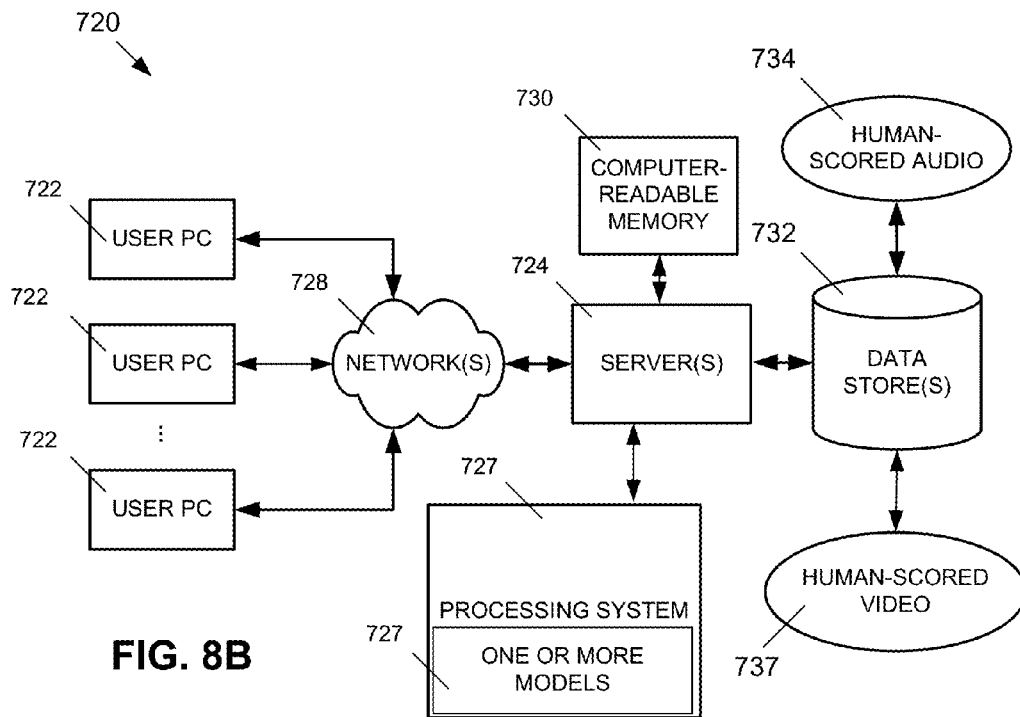 720
722
USER PC
722
USER PC
...
722
USER PC
728
NETWORK(S)
730
COMPUTER-
READABLE
MEMORY
724
SERVER(S)
727
PROCESSING SYSTEM
727
ONE OR MORE
MODELS
734
HUMAN-
SCORED AUDIO
732
DATA
STORE(S)
HUMAN-SCORED
VIDEO
737
FIG. 8B